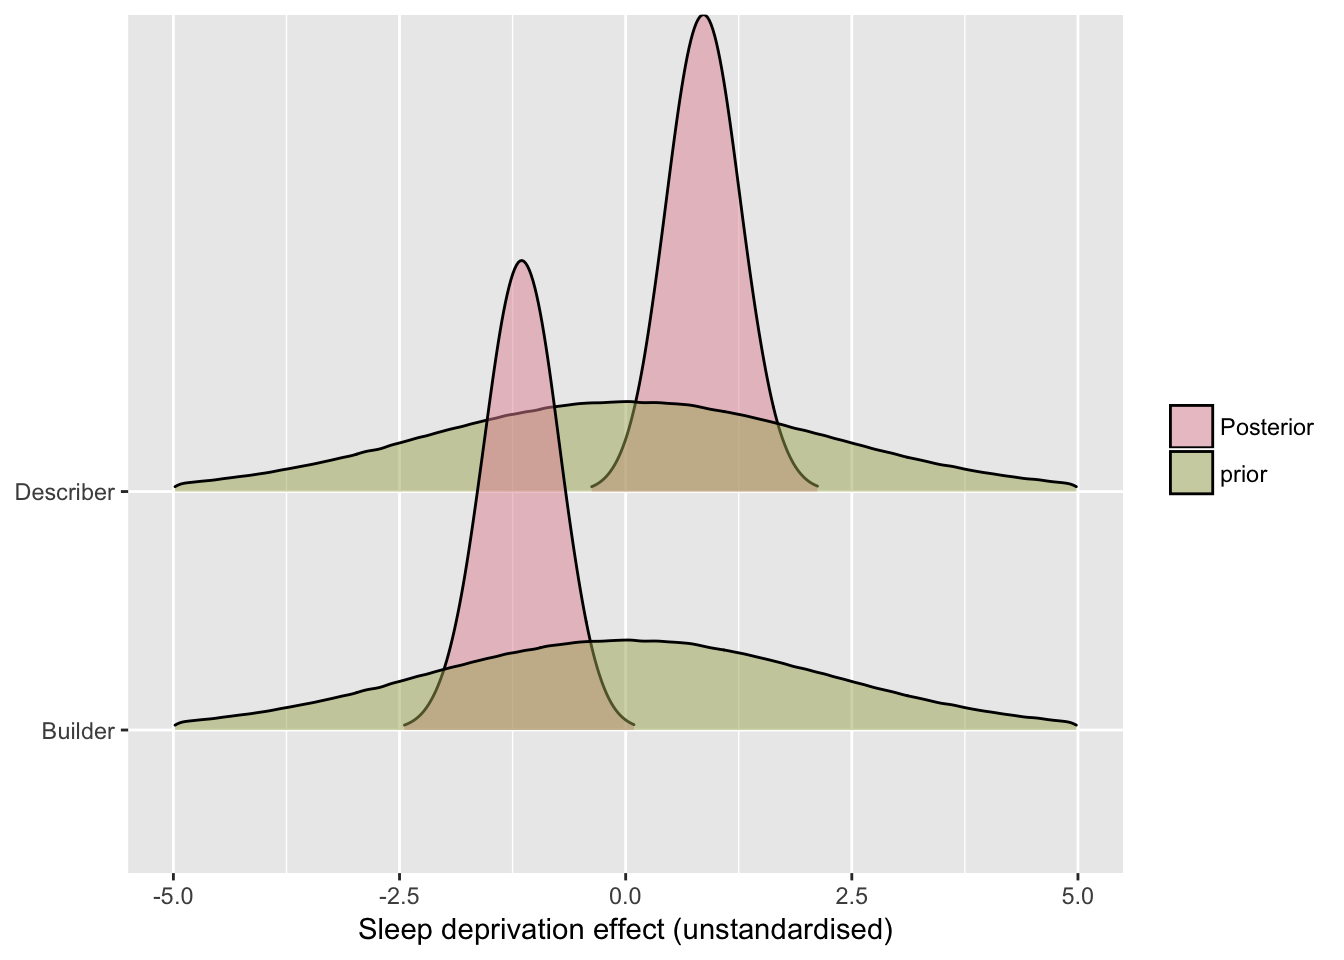 Describer
Builder
-5.0
-2.5
0.0
2.5
5.0
Sleep deprivation effect (unstandardised)
Posterior
prior